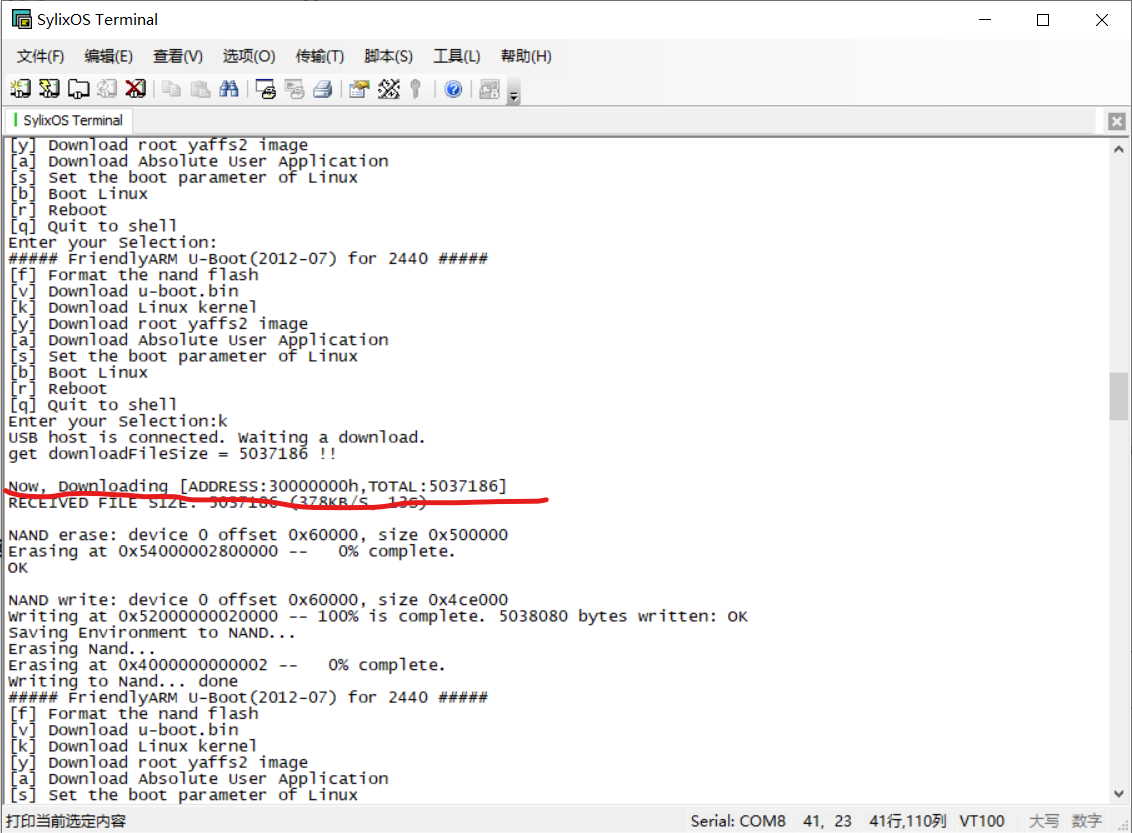 SylixOS Terminal
文件(F) 编辑(E) 查看(V) 选项(O) 传输(T) 脚本(S) 工具(L) 帮助(H)
SylixOS Terminal
[y] Download root yaffs2 image
[a] Download Absolute User Application
[s] Set the boot parameter of Linux
[b] Boot Linux
[r] Reboot
[q] Quit to shell
Enter your Selection:
##### FriendlyARM U-Boot(2012-07) for 2440 #####
[f] Format the nand flash
[v] Download u-boot.bin
[k] Download Linux kernel
[y] Download root yaffs2 image
[a] Download Absolute User Application
[s] Set the boot parameter of Linux
[b] Boot Linux
[r] Reboot
[q] Quit to shell
Enter your Selection:k
USB host is connected. Waiting a download.
get downloadFileSize = 5037186 !!
Now, Downloading [ADDRESS:30000000h,TOTAL:5037186]
RECEIVED FILE SIZE: 5037186 (378KB/S, 13S)
NAND erase: device 0 offset 0x60000, size 0x500000
Erasing at 0x54000002800000 --   0% complete.
OK
NAND write: device 0 offset 0x60000, size 0x4ce000
Writing at 0x52000000020000 -- 100% is complete. 5038080 bytes written: OK
Saving Environment to NAND...
Erasing Nand...
Erasing at 0x4000000000002 --   0% complete.
Writing to Nand... done
##### FriendlyARM U-Boot(2012-07) for 2440 #####
[f] Format the nand flash
[v] Download u-boot.bin
[k] Download Linux kernel
[y] Download root yaffs2 image
[a] Download Absolute User Application
[s] Set the boot parameter of Linux
打印当前选定内容 Serial: COM8 41, 23 41行,110列 VT100 大写 数字